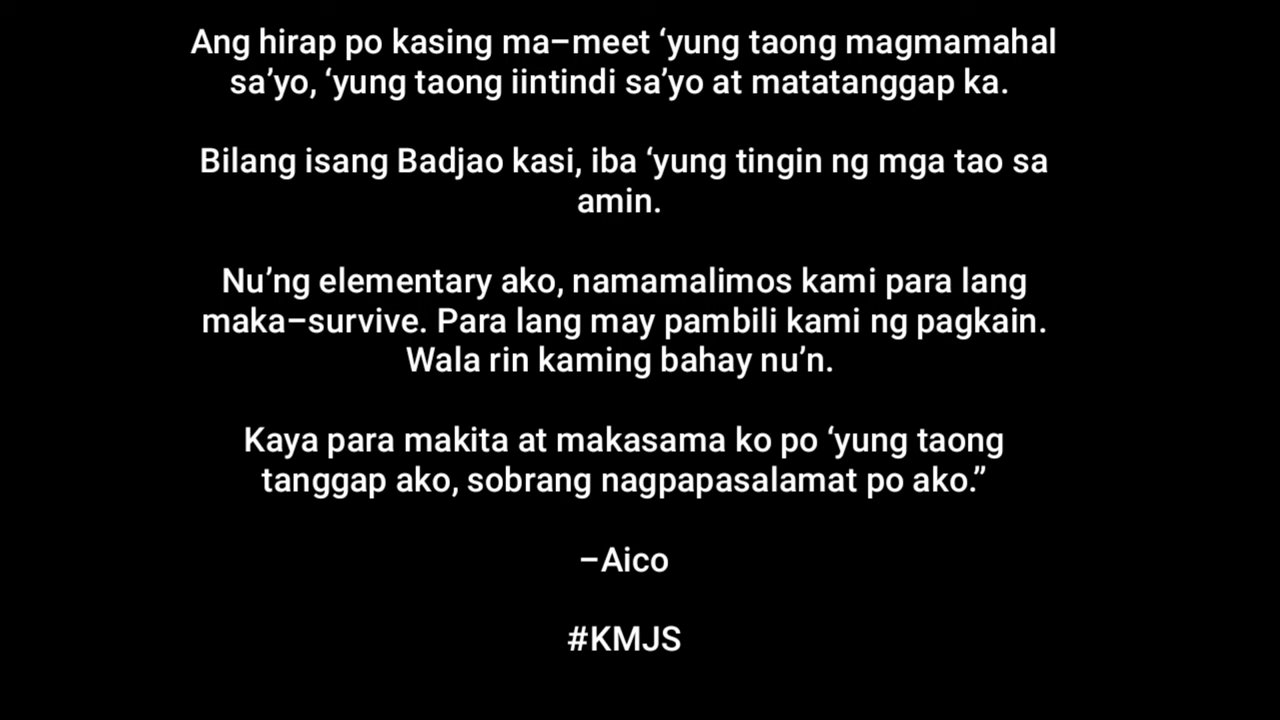 Ang hirap po kasing ma–meet ‘yung taong magmamahal
sa’yo, ‘yung taong iintindi sa’yo at matatanggap ka.
Bilang isang Badjao kasi, iba ‘yung tingin ng mga tao sa
amin.
Nu’ng elementary ako, namamalimos kami para lang
maka–survive. Para lang may pambili kami ng pagkain.
Wala rin kaming bahay nu’n.
Kaya para makita at makasama ko po ‘yung taong
tanggap ako, sobrang nagpapasalamat po ako.”
–Aico
#KMJS